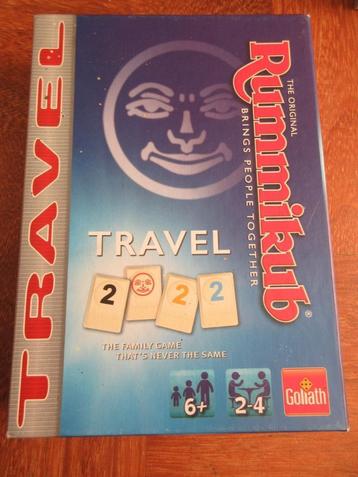 TRAVEL
THE ORIGINAL
Rummikub®
BRINGS PEOPLE TOGETHER
TRAVEL
2 2 2
THE FAMILY GAME
THAT'S NEVER THE SAME
6+
2-4
Goliath